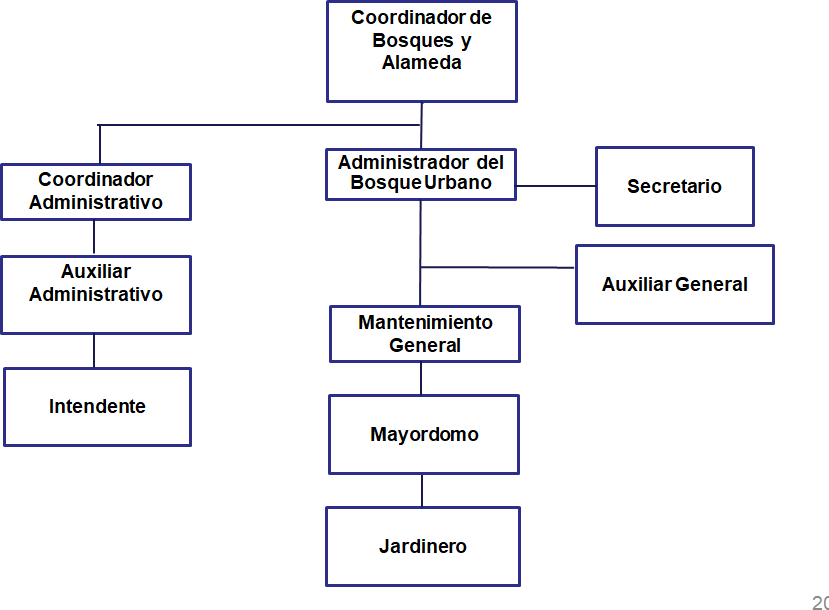 Coordinador de
Bosques y
Alameda
Coordinador
Administrativo
Administrador del
Bosque Urbano
Secretario
Auxiliar
Administrativo
Auxiliar General
Mantenimiento
General
Intendente
Mayordomo
Jardinero
20